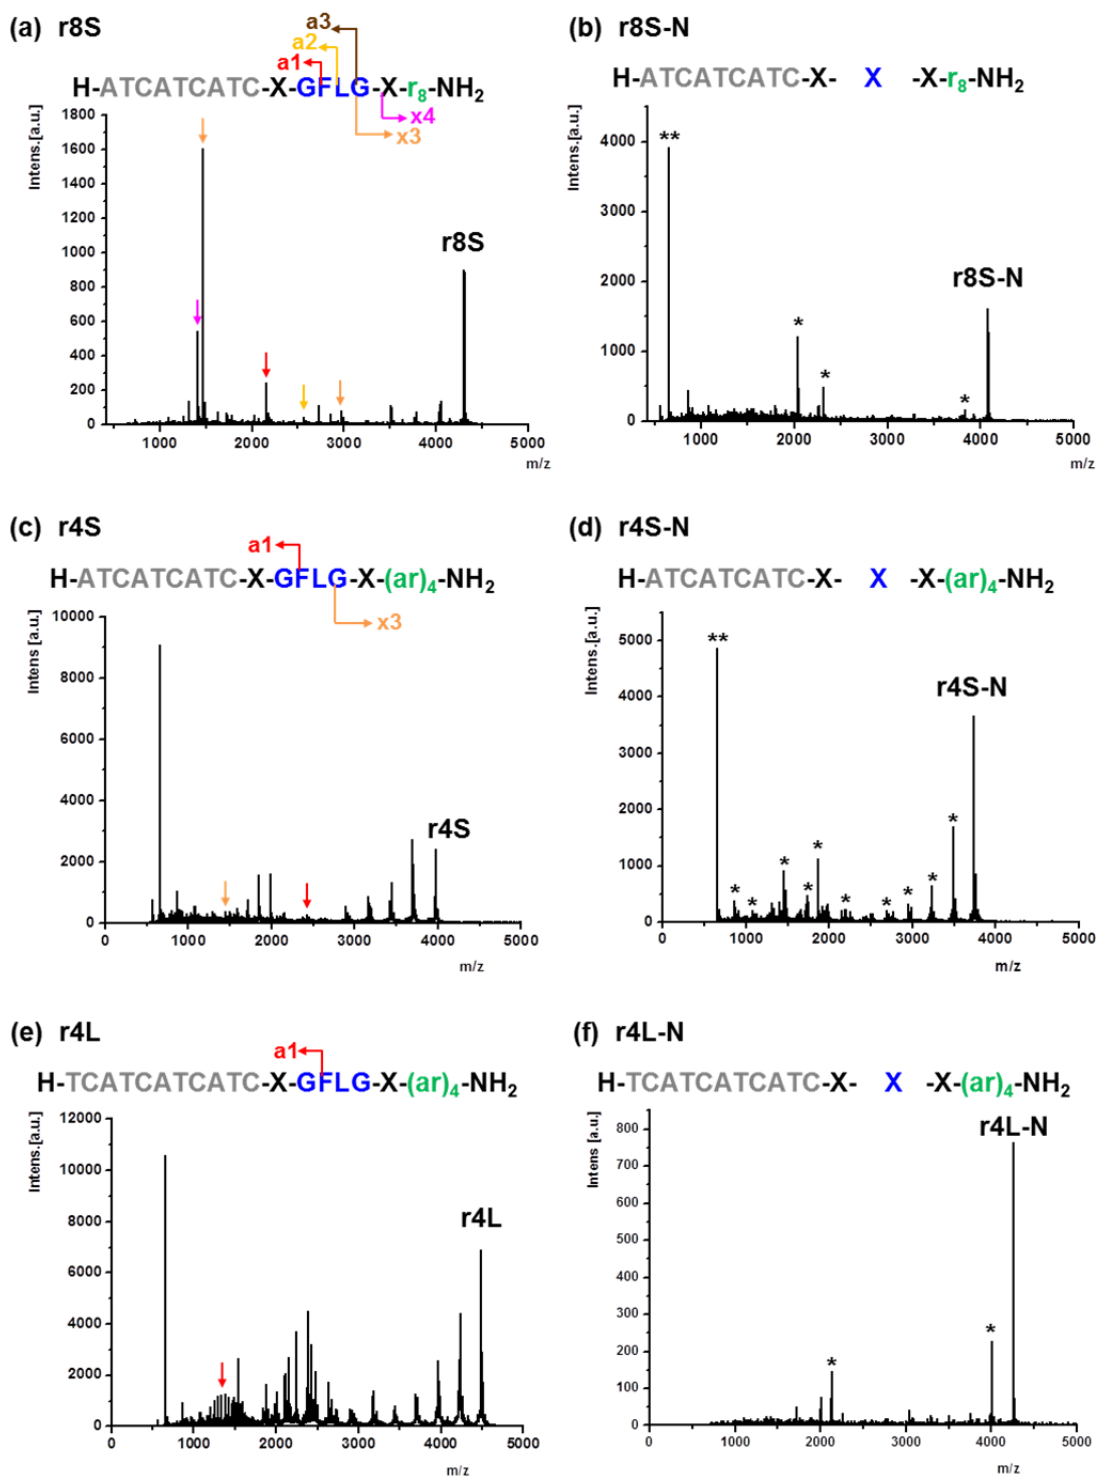 (a) r8S
a3
a2
a1
H-ATCATCATC-X-GFLG-X-r8-NH2
x4
x3
Intens.[a.u.]
1800
1600
1400
1200
1000
800
600
400
200
0
r8S
1000 2000 3000 4000 5000
m/z
(b) r8S-N
H-ATCATCATC-X- X -X-r8-NH2
Intens.[a.u.]
4000
3000
2000
1000
0
**
*
*
*
r8S-N
1000 2000 3000 4000 5000
m/z
(c) r4S
a1
H-ATCATCATC-X-GFLG-X-(ar)4-NH2
x3
Intens [a.u.]
10000
8000
6000
4000
2000
0
r4S
0 1000 2000 3000 4000 5000
m/z
(d) r4S-N
H-ATCATCATC-X- X -X-(ar)4-NH2
Intens.[a.u.]
5000
4000
3000
2000
1000
0
**
*
*
*
*
*
*
*
*
*
*
r4S-N
0 1000 2000 3000 4000 5000
m/z
(e) r4L
a1
H-TCATCATCATC-X-GFLG-X-(ar)4-NH2
Intens.[a.u.]
12000
10000
8000
6000
4000
2000
0
r4L
0 1000 2000 3000 4000 5000
m/z
(f) r4L-N
H-TCATCATCATC-X- X -X-(ar)4-NH2
Intens [a.u.]
800
700
600
500
400
300
200
100
0
*
*
r4L-N
0 1000 2000 3000 4000 5000
m/z